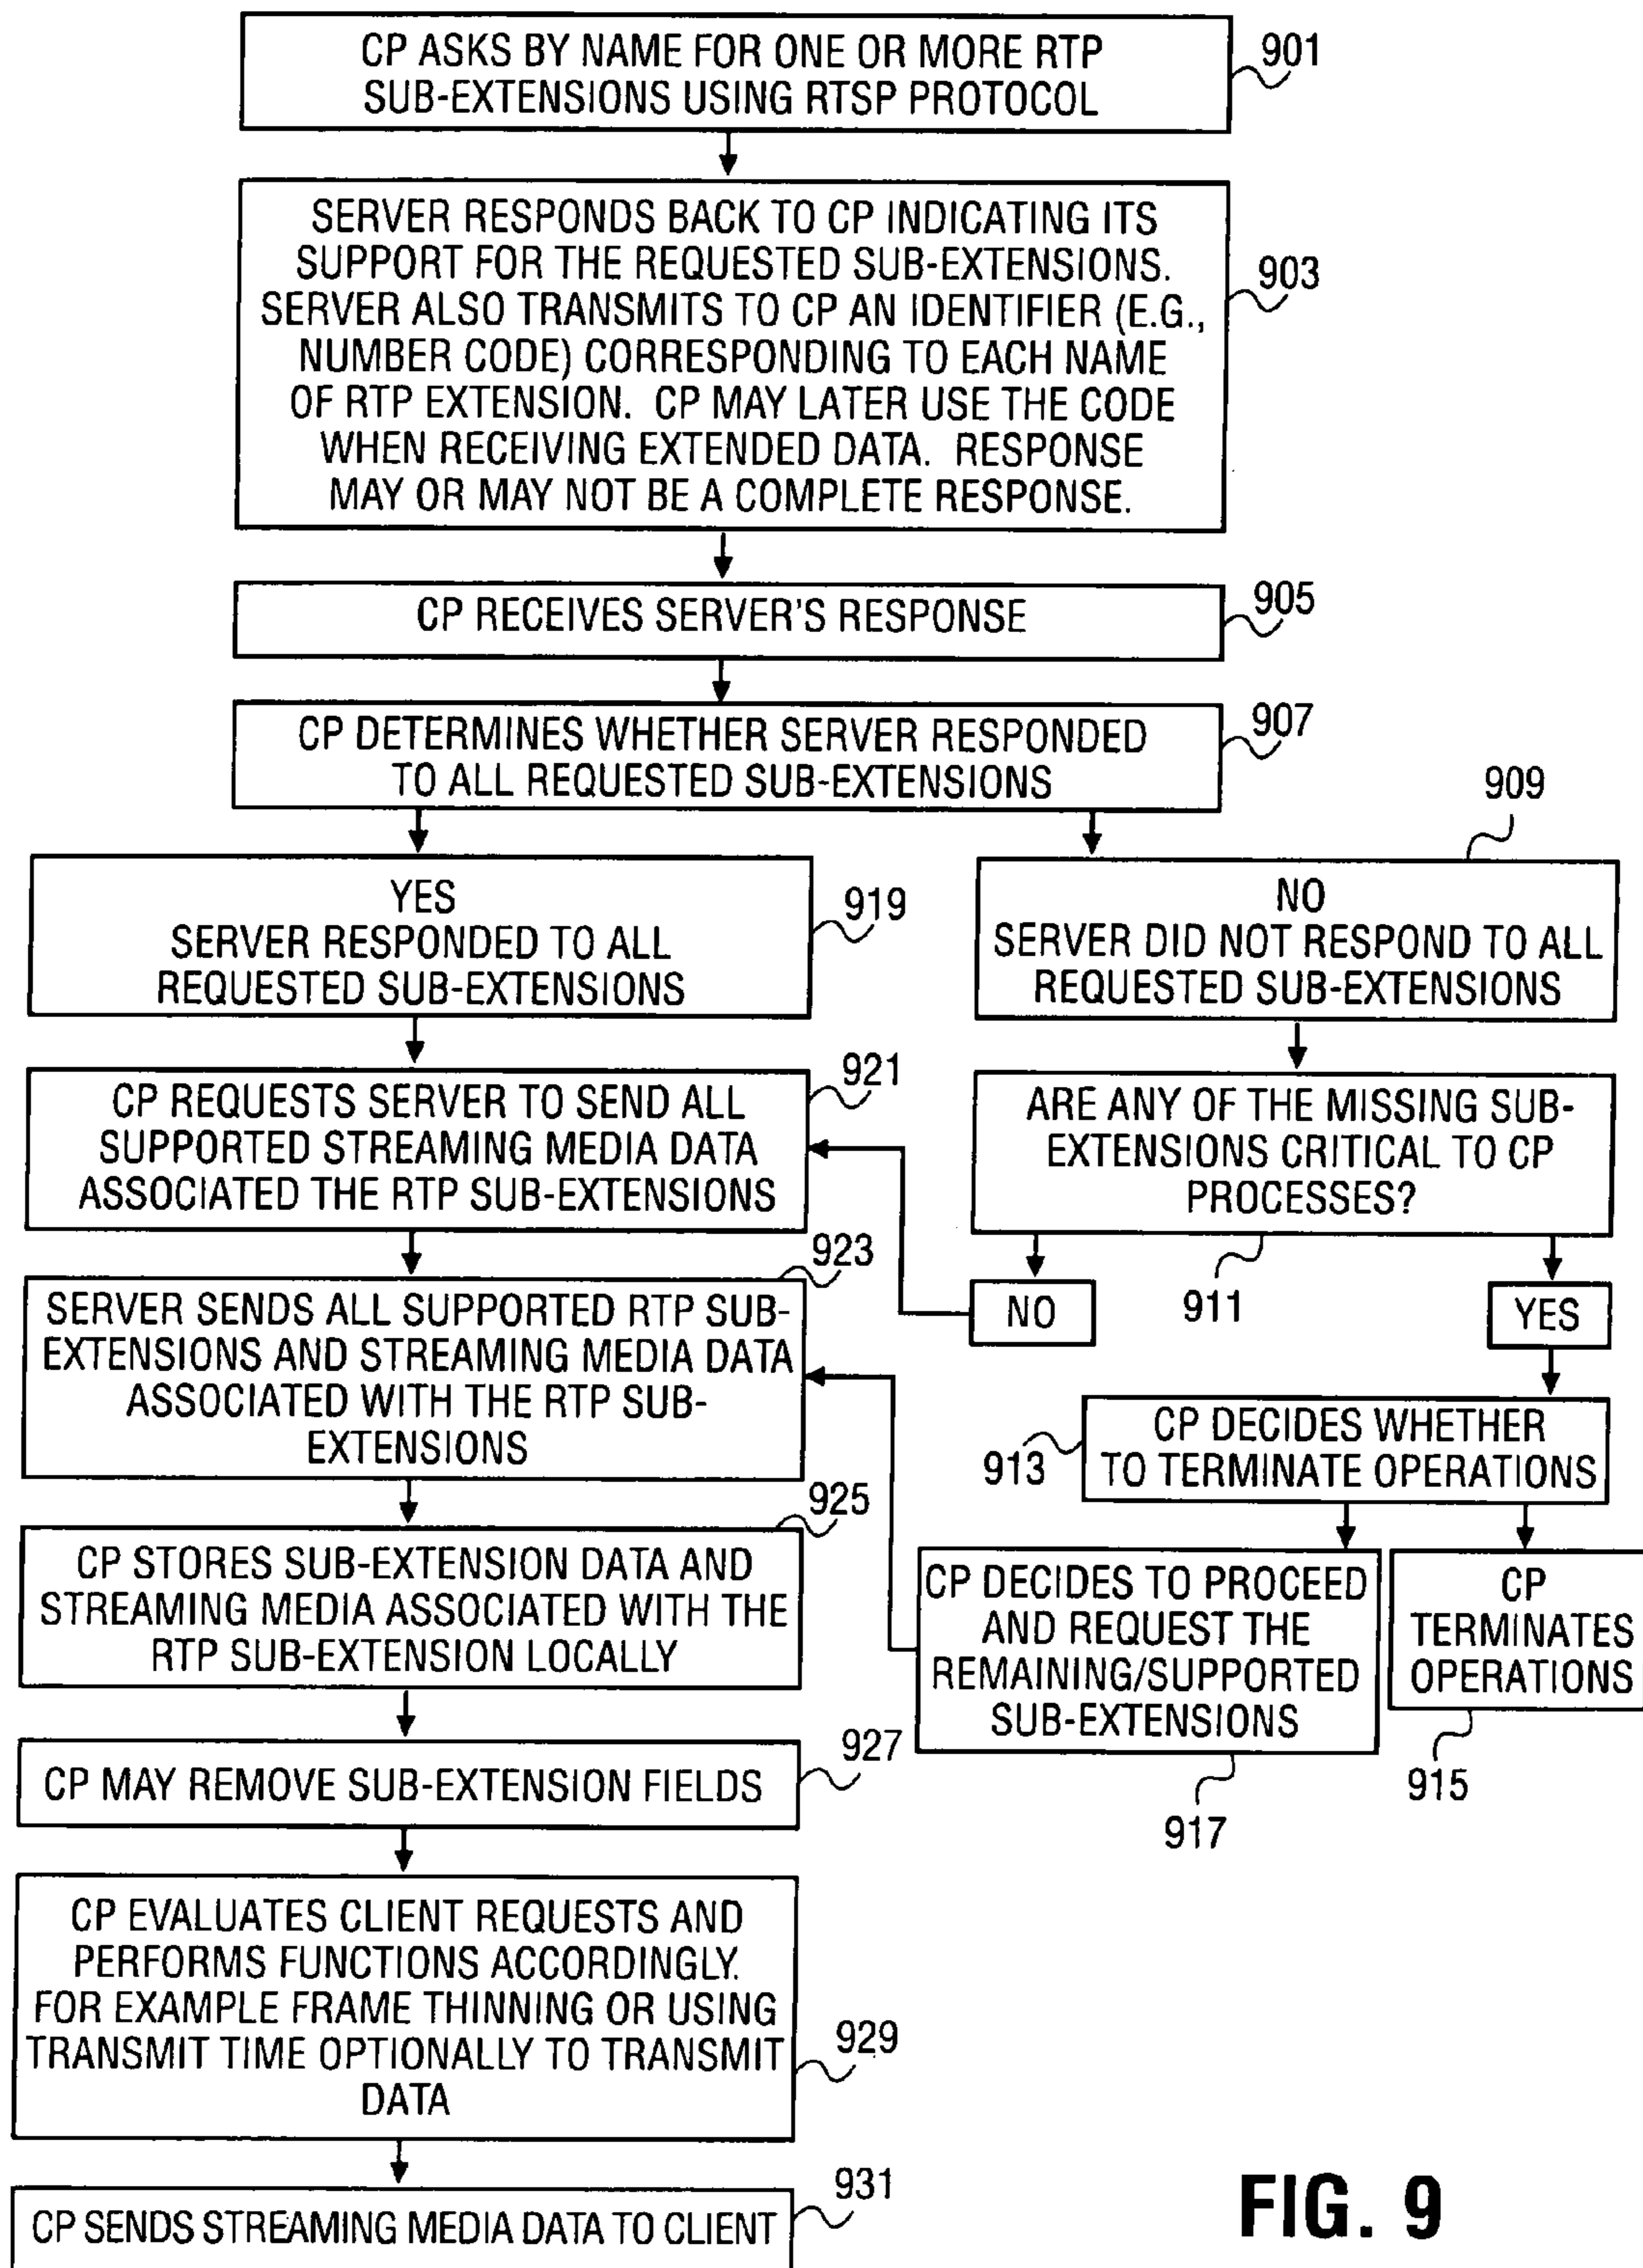 CP ASKS BY NAME FOR ONE OR MORE RTP
SUB-EXTENSIONS USING RTSP PROTOCOL
901
SERVER RESPONDS BACK TO CP INDICATING ITS
SUPPORT FOR THE REQUESTED SUB-EXTENSIONS.
SERVER ALSO TRANSMITS TO CP AN IDENTIFIER (E.G.,
NUMBER CODE) CORRESPONDING TO EACH NAME
OF RTP EXTENSION. CP MAY LATER USE THE CODE
WHEN RECEIVING EXTENDED DATA. RESPONSE
MAY OR MAY NOT BE A COMPLETE RESPONSE.
903
CP RECEIVES SERVER'S RESPONSE
905
CP DETERMINES WHETHER SERVER RESPONDED
TO ALL REQUESTED SUB-EXTENSIONS
907
909
YES
SERVER RESPONDED TO ALL
REQUESTED SUB-EXTENSIONS
919
NO
SERVER DID NOT RESPOND TO ALL
REQUESTED SUB-EXTENSIONS
CP REQUESTS SERVER TO SEND ALL
SUPPORTED STREAMING MEDIA DATA
ASSOCIATED THE RTP SUB-EXTENSIONS
921
ARE ANY OF THE MISSING SUB-
EXTENSIONS CRITICAL TO CP
PROCESSES?
911
NO
YES
923
SERVER SENDS ALL SUPPORTED RTP SUB-
EXTENSIONS AND STREAMING MEDIA DATA
ASSOCIATED WITH THE RTP SUB-
EXTENSIONS
CP DECIDES WHETHER
TO TERMINATE OPERATIONS
913
925
CP STORES SUB-EXTENSION DATA AND
STREAMING MEDIA ASSOCIATED WITH THE
RTP SUB-EXTENSION LOCALLY
CP DECIDES TO PROCEED
AND REQUEST THE
REMAINING/SUPPORTED
SUB-EXTENSIONS
917
CP
TERMINATES
OPERATIONS
915
CP MAY REMOVE SUB-EXTENSION FIELDS
927
CP EVALUATES CLIENT REQUESTS AND
PERFORMS FUNCTIONS ACCORDINGLY.
FOR EXAMPLE FRAME THINNING OR USING
TRANSMIT TIME OPTIONALLY TO TRANSMIT
DATA
929
CP SENDS STREAMING MEDIA DATA TO CLIENT
931
FIG. 9